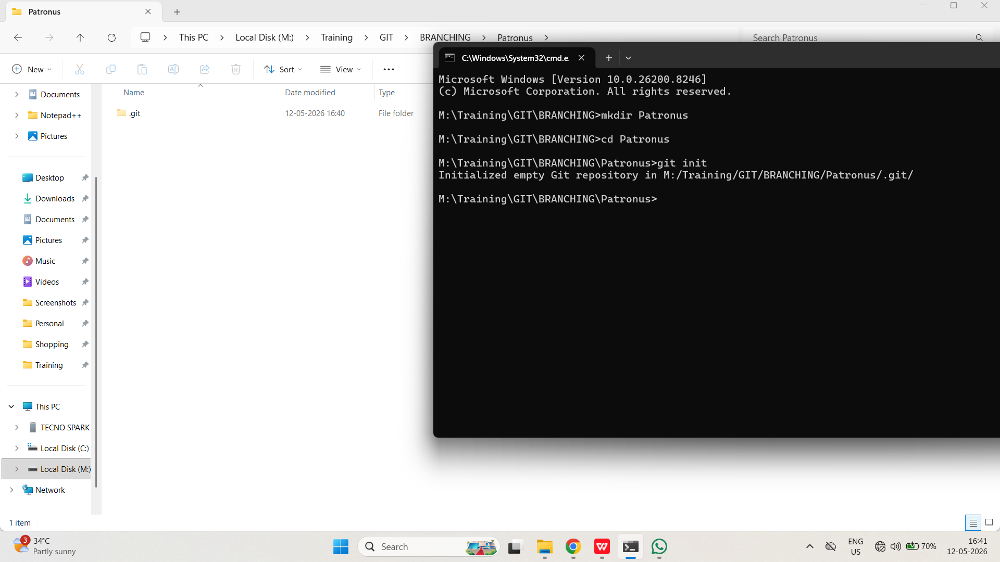 Patronus
This PC
Local Disk (M:)
Training
GIT
BRANCHING
Patronus
Search Patronus
New
Sort
View
Name
Date modified
Type
.git
12-05-2026 16:40
File folder
Documents
Notepad++
Pictures
Desktop
Downloads
Documents
Pictures
Music
Videos
Screenshots
Personal
Shopping
Training
This PC
TECNO SPARK
Local Disk (C:)
Local Disk (M:)
Network
1 item
C:\Windows\System32\cmd.e
Microsoft Windows [Version 10.0.26200.8246]
(c) Microsoft Corporation. All rights reserved.
M:\Training\GIT\BRANCHING>mkdir Patronus
M:\Training\GIT\BRANCHING>cd Patronus
M:\Training\GIT\BRANCHING\Patronus>git init
Initialized empty Git repository in M:/Training/GIT/BRANCHING/Patronus/.git/
M:\Training\GIT\BRANCHING\Patronus>
3
34°C
Partly sunny
Search
ENG
US
70%
16:41
12-05-2026